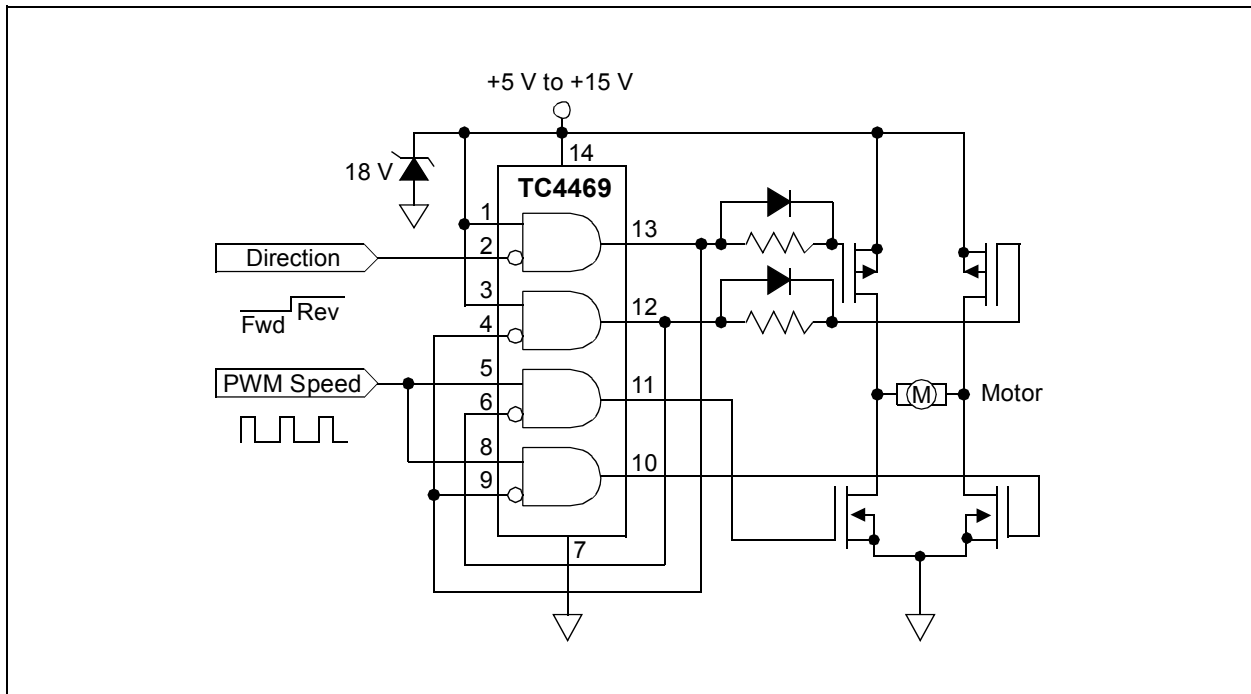 +5 V to +15 V
14
18 V
TC4469
1
13
2
Direction
3
12
Fwd Rev
4
PWM Speed
5
11
6
M Motor
8
10
9
7